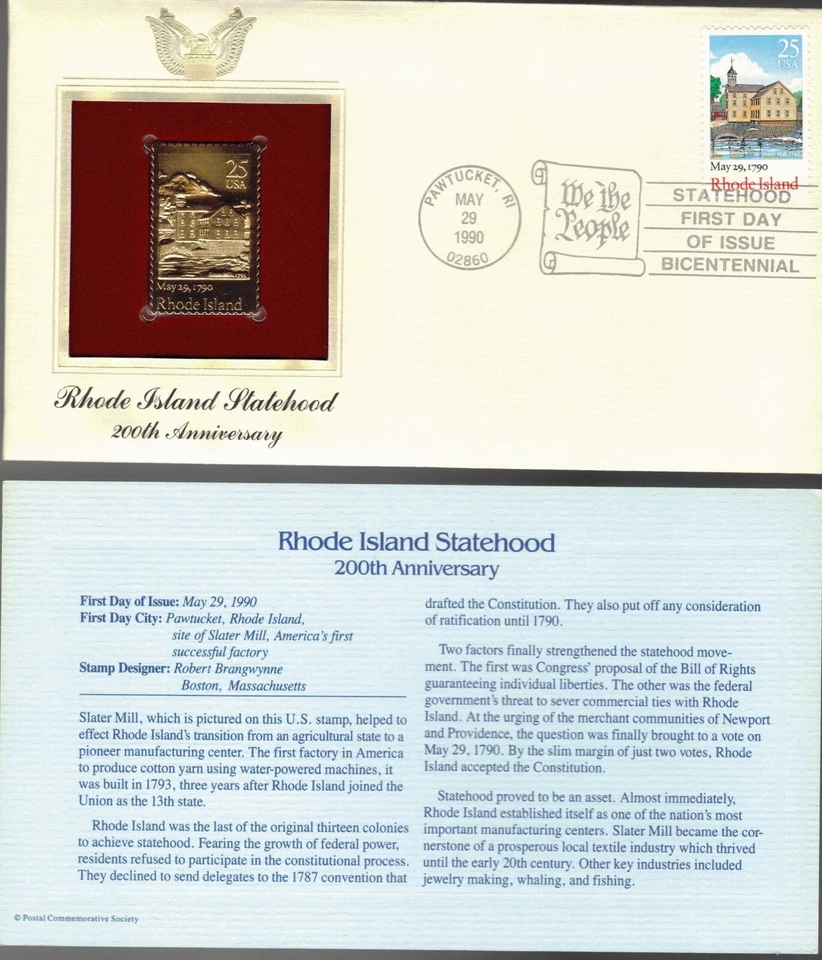 25
USA
May 29, 1790
Rhode Island
Rhode Island Statehood
200th Anniversary
25
USA
Slater Mill, 1793
May 29, 1790
Rhode Island
PAWTUCKET, RI
MAY
29
1990
02860
We the
People
STATEHOOD
FIRST DAY
OF ISSUE
BICENTENNIAL
Rhode Island Statehood
200th Anniversary
First Day of Issue: May 29, 1990
First Day City: Pawtucket, Rhode Island,
site of Slater Mill, America's first
successful factory
Stamp Designer: Robert Brangwynne
Boston, Massachusetts
Slater Mill, which is pictured on this U.S. stamp, helped to
effect Rhode Island's transition from an agricultural state to a
pioneer manufacturing center. The first factory in America
to produce cotton yarn using water-powered machines, it
was built in 1793, three years after Rhode Island joined the
Union as the 13th state.
Rhode Island was the last of the original thirteen colonies
to achieve statehood. Fearing the growth of federal power,
residents refused to participate in the constitutional process.
They declined to send delegates to the 1787 convention that
drafted the Constitution. They also put off any consideration
of ratification until 1790.
Two factors finally strengthened the statehood move-
ment. The first was Congress' proposal of the Bill of Rights
guaranteeing individual liberties. The other was the federal
government's threat to sever commercial ties with Rhode
Island. At the urging of the merchant communities of Newport
and Providence, the question was finally brought to a vote on
May 29, 1790. By the slim margin of just two votes, Rhode
Island accepted the Constitution.
Statehood proved to be an asset. Almost immediately,
Rhode Island established itself as one of the nation's most
important manufacturing centers. Slater Mill became the cor-
nerstone of a prosperous local textile industry which thrived
until the early 20th century. Other key industries included
jewelry making, whaling, and fishing.
© Postal Commemorative Society